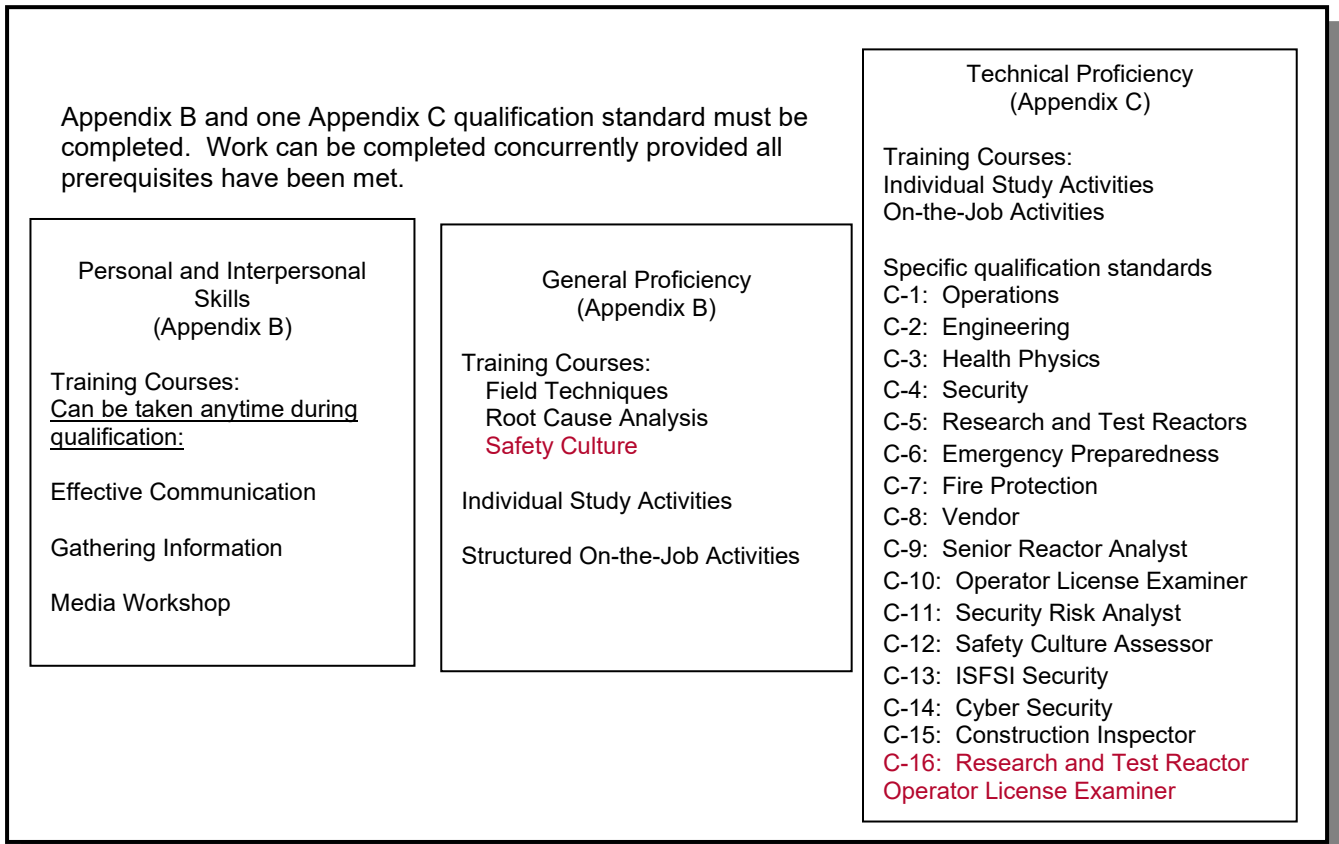 Appendix B and one Appendix C qualification standard must be
completed.  Work can be completed concurrently provided all
prerequisites have been met.
Personal and Interpersonal
Skills
(Appendix B)
Training Courses:
Can be taken anytime during
qualification:
Effective Communication
Gathering Information
Media Workshop
General Proficiency
(Appendix B)
Training Courses:
Field Techniques
Root Cause Analysis
Safety Culture
Individual Study Activities
Structured On-the-Job Activities
Technical Proficiency
(Appendix C)
Training Courses:
Individual Study Activities
On-the-Job Activities
Specific qualification standards
C-1:  Operations
C-2:  Engineering
C-3:  Health Physics
C-4:  Security
C-5:  Research and Test Reactors
C-6:  Emergency Preparedness
C-7:  Fire Protection
C-8:  Vendor
C-9:  Senior Reactor Analyst
C-10:  Operator License Examiner
C-11:  Security Risk Analyst
C-12:  Safety Culture Assessor
C-13:  ISFSI Security
C-14:  Cyber Security
C-15:  Construction Inspector
C-16:  Research and Test Reactor
Operator License Examiner